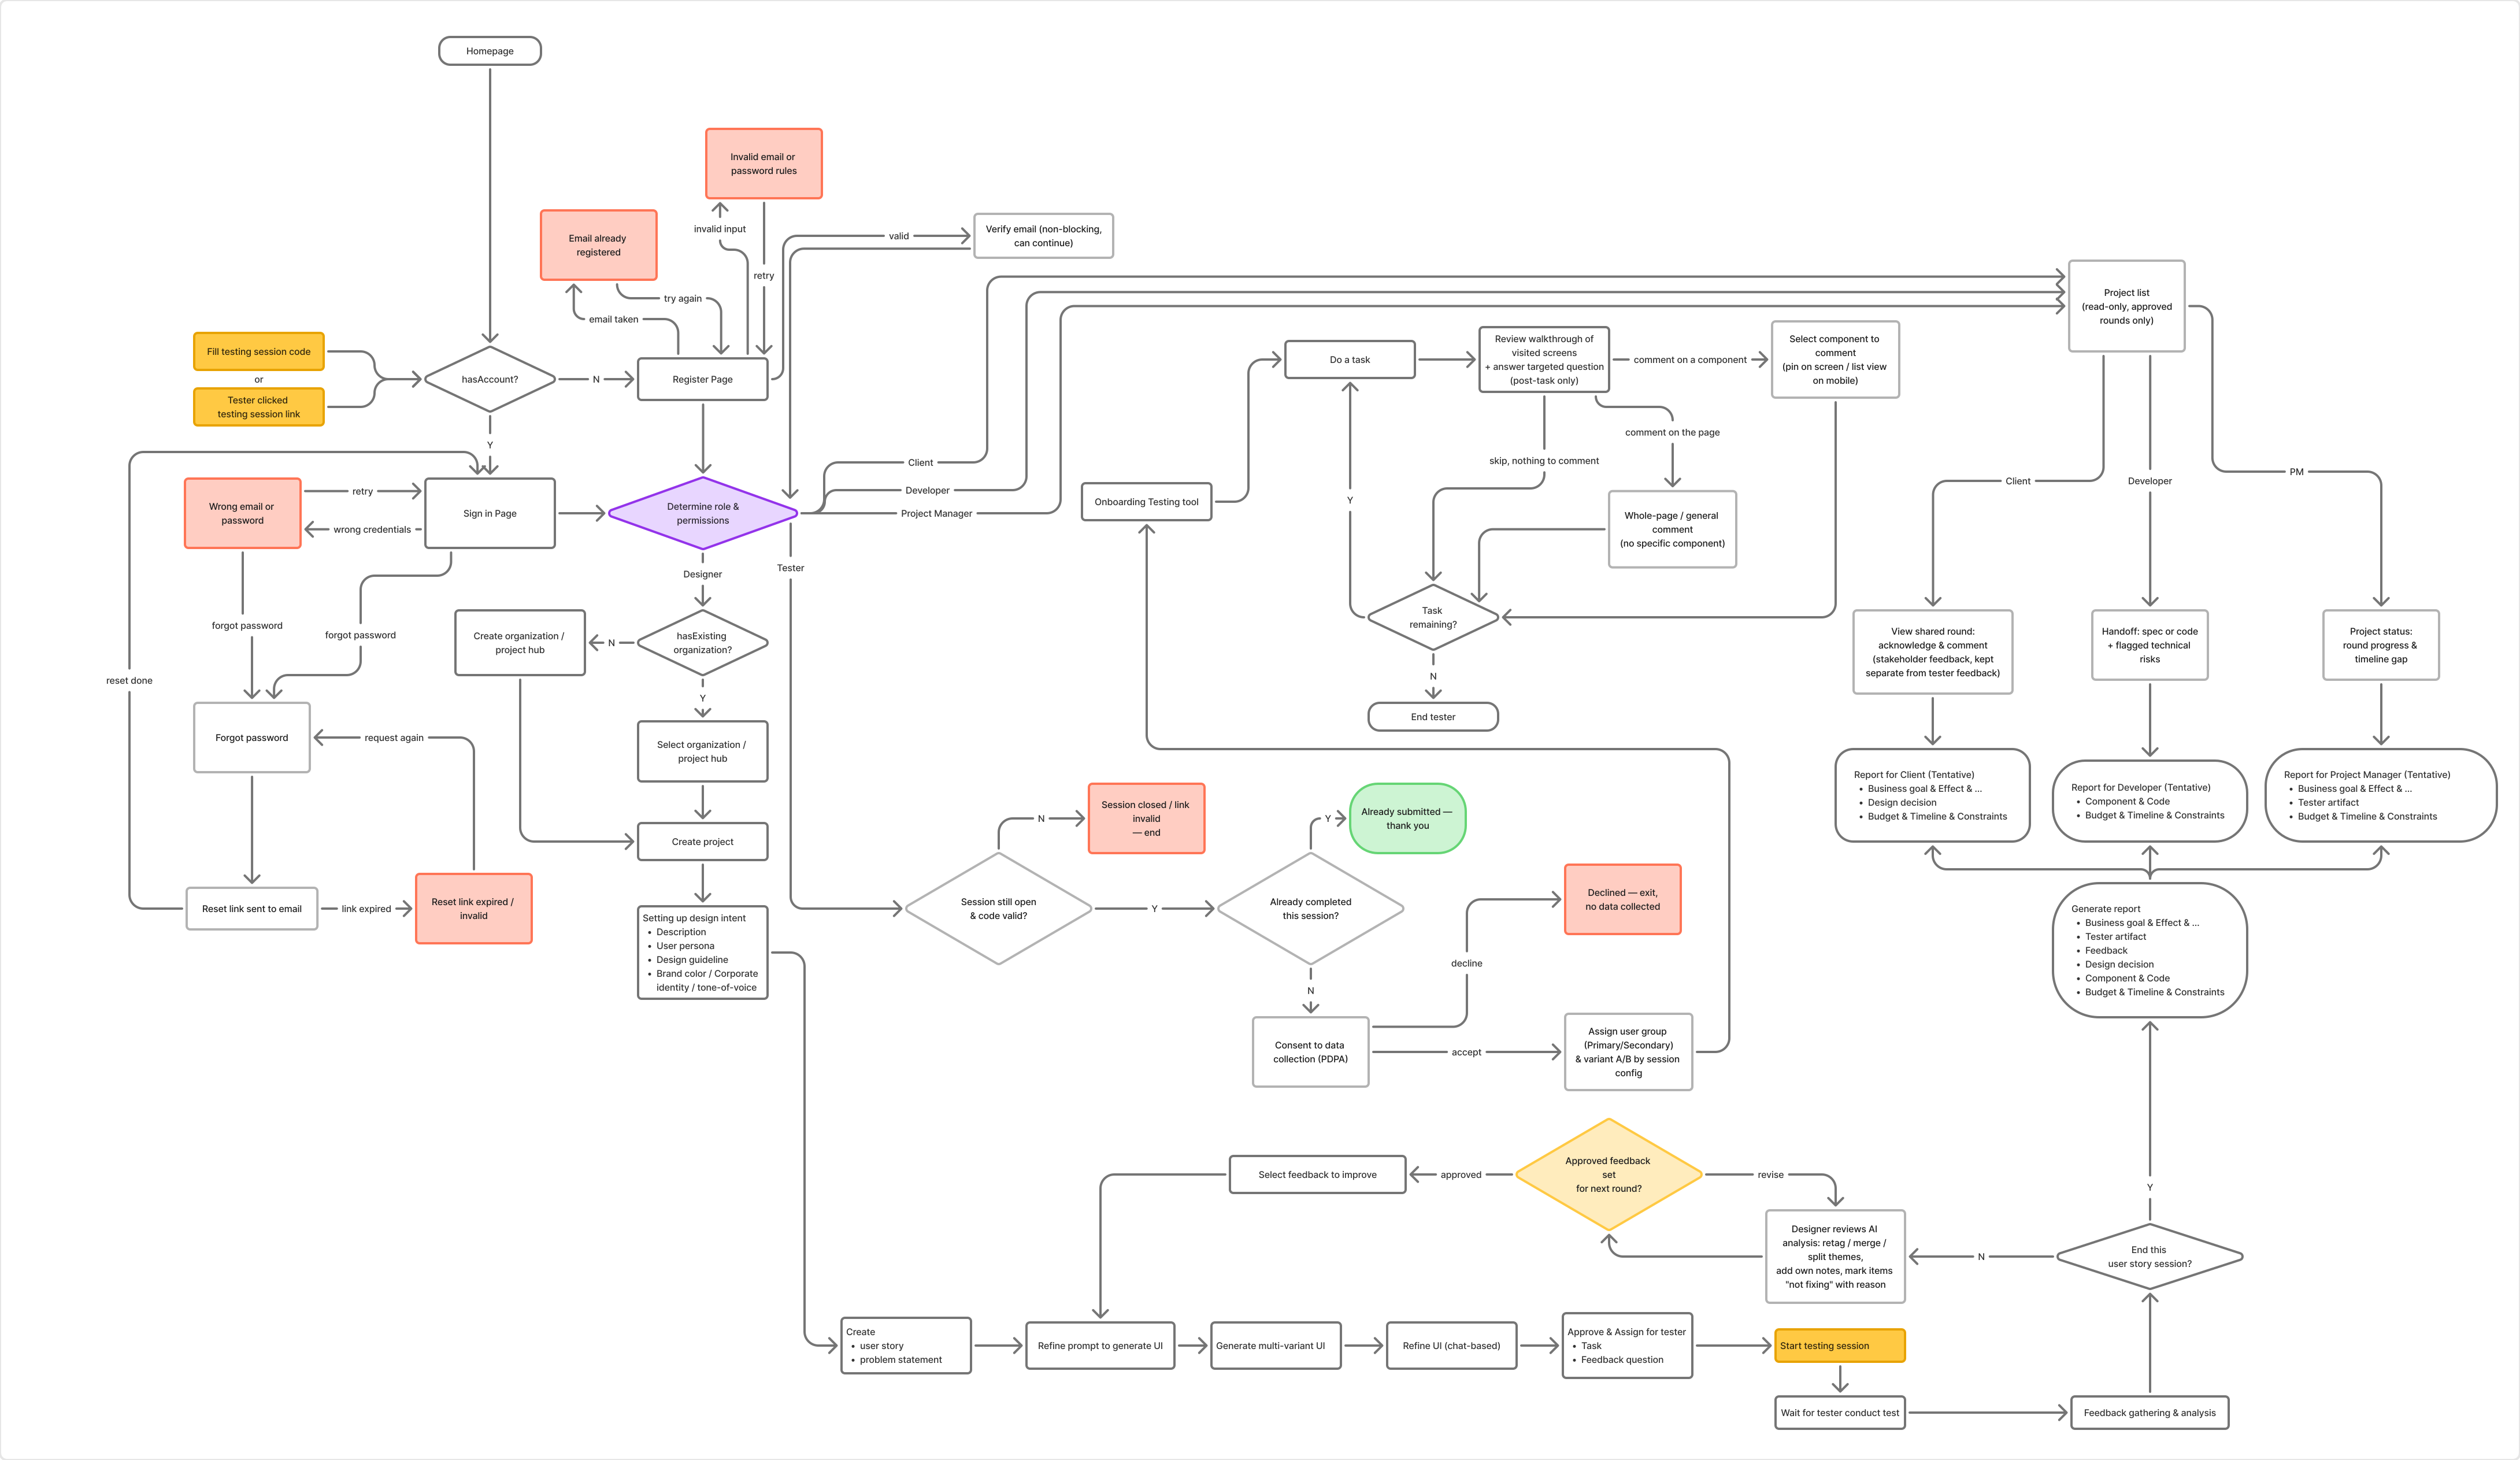 Homepage
Invalid email or
password rules
Email already
registered
invalid input
retry
try again
email taken
valid
Verify email (non-blocking,
can continue)
Project list
(read-only, approved
rounds only)
Fill testing session code
or
Tester clicked
testing session link
hasAccount?
N
Register Page
Y
Do a task
Review walkthrough of
visited screens
+ answer targeted question
(post-task only)
comment on a component
Select component to
comment
(pin on screen / list view
on mobile)
comment on the page
skip, nothing to comment
Wrong email or
password
retry
wrong credentials
Sign in Page
Determine role &
permissions
Client
Developer
Project Manager
Onboarding Testing tool
Y
Whole-page / general
comment
(no specific component)
Client
Developer
PM
Designer
Tester
forgot password
forgot password
reset done
Create organization /
project hub
N
hasExisting
organization?
Y
Task
remaining?
N
End tester
View shared round:
acknowledge & comment
(stakeholder feedback, kept
separate from tester feedback)
Handoff: spec or code
+ flagged technical
risks
Project status:
round progress &
timeline gap
Forgot password
request again
Select organization /
project hub
Create project
Reset link sent to email
link expired
Reset link expired /
invalid
Setting up design intent
• Description
• User persona
• Design guideline
• Brand color / Corporate
identity / tone-of-voice
Session closed / link
invalid
— end
N
Already submitted —
thank you
Y
Session still open
& code valid?
Y
Already completed
this session?
N
Declined — exit,
no data collected
decline
Consent to data
collection (PDPA)
accept
Assign user group
(Primary/Secondary)
& variant A/B by session
config
Report for Client (Tentative)
• Business goal & Effect & ...
• Design decision
• Budget & Timeline & Constraints
Report for Developer (Tentative)
• Component & Code
• Budget & Timeline & Constraints
Report for Project Manager (Tentative)
• Business goal & Effect & ...
• Tester artifact
• Budget & Timeline & Constraints
Generate report
• Business goal & Effect & ...
• Tester artifact
• Feedback
• Design decision
• Component & Code
• Budget & Timeline & Constraints
Y
Select feedback to improve
approved
Approved feedback
set
for next round?
revise
Designer reviews AI
analysis: retag / merge /
split themes,
add own notes, mark items
"not fixing" with reason
N
End this
user story session?
Create
• user story
• problem statement
Refine prompt to generate UI
Generate multi-variant UI
Refine UI (chat-based)
Approve & Assign for tester
• Task
• Feedback question
Start testing session
Wait for tester conduct test
Feedback gathering & analysis